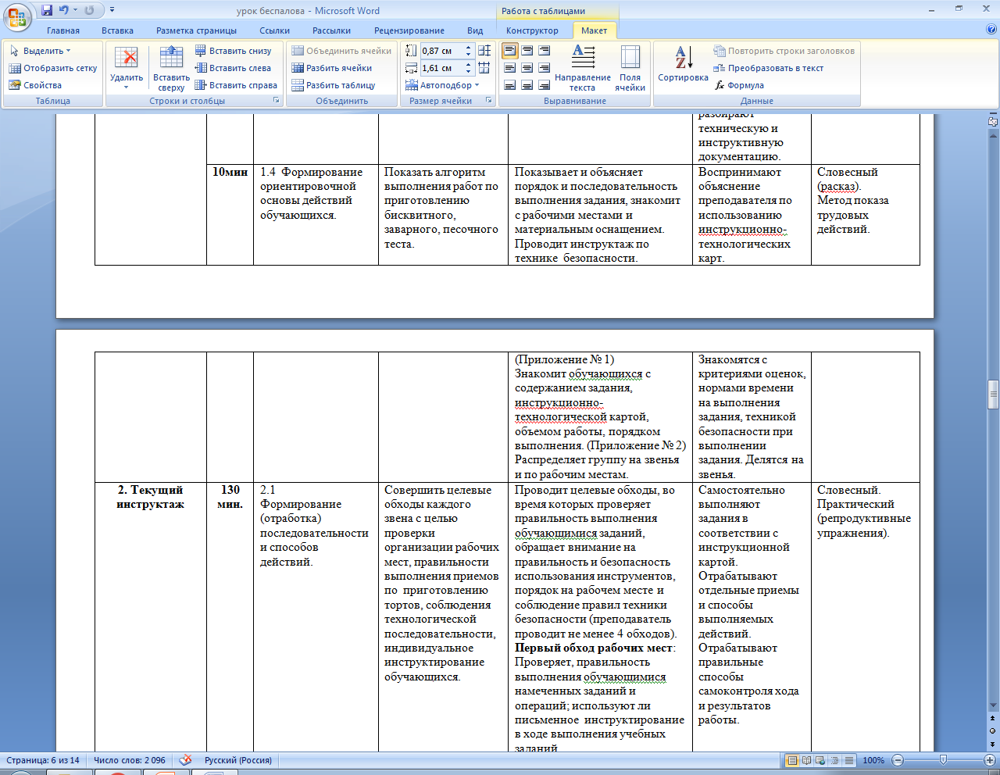 урок беспалова - Microsoft Word
Работа с таблицами
Главная Вставка Разметка страницы Ссылки Рассылки Рецензирование Вид Конструктор Макет
Выделить
Отобразить сетку
Свойства
Таблица
Удалить
Вставить сверху
Вставить снизу
Вставить слева
Вставить справа
Строки и столбцы
Объединить ячейки
Разбить ячейки
Разбить таблицу
Объединить
0,87 см
1,61 см
Автоподбор
Размер ячейки
Направление текста
Поля ячейки
Выравнивание
Сортировка
Повторить строки заголовков
Преобразовать в текст
Формула
Данные
разбирают
техническую и
инструктивную
документацию.
10мин
1.4 Формирование
ориентировочной
основы действий
обучающихся.
Показать алгоритм
выполнения работ по
приготовлению
бисквитного,
заварного, песочного
теста.
Показывает и объясняет
порядок и последовательность
выполнения задания, знакомит
с рабочими местами и
материальным оснащением.
Проводит инструктаж по
технике безопасности.
Воспринимают
объяснение
преподавателя по
использованию
инструкционно-
технологических
карт.
Словесный
(расказ).
Метод показа
трудовых
действий.
(Приложение № 1)
Знакомит обучающихся с
содержанием задания,
инструкционно-
технологической картой,
объемом работы, порядком
выполнения. (Приложение № 2)
Распределяет группу на звенья
и по рабочим местам.
Знакомятся с
критериями оценок,
нормами времени
на выполнения
задания, техникой
безопасности при
выполнении
задания. Делятся на
звенья.
2. Текущий
инструктаж
130
мин.
2.1
Формирование
(отработка)
последовательности
и способов
действий.
Совершить целевые
обходы каждого
звена с целью
проверки
организации рабочих
мест, правильности
выполнения приемов
по приготовлению
тортов, соблюдения
технологической
последовательности,
индивидуальное
инструктирование
обучающихся.
Проводит целевые обходы, во
время которых проверяет
правильность выполнения
обучающимися заданий,
обращает внимание на
правильность и безопасность
использования инструментов,
порядок на рабочем месте и
соблюдение правил техники
безопасности (преподаватель
проводит не менее 4 обходов).
Первый обход рабочих мест:
Проверяет, правильность
выполнения обучающимися
намеченных заданий и
операций; используют ли
письменное инструктирование
в ходе выполнения учебных
заданий
Самостоятельно
выполняют
задания в
соответствии с
инструкционной
картой.
Отрабатывают
отдельные приемы
и способы
выполняемых
действий.
Отрабатывают
правильные
способы
самоконтроля хода
и результатов
работы.
Словесный.
Практический
(репродуктивные
упражнения).
Страница: 6 из 14 Число слов: 2 096 Русский (Россия) 100%